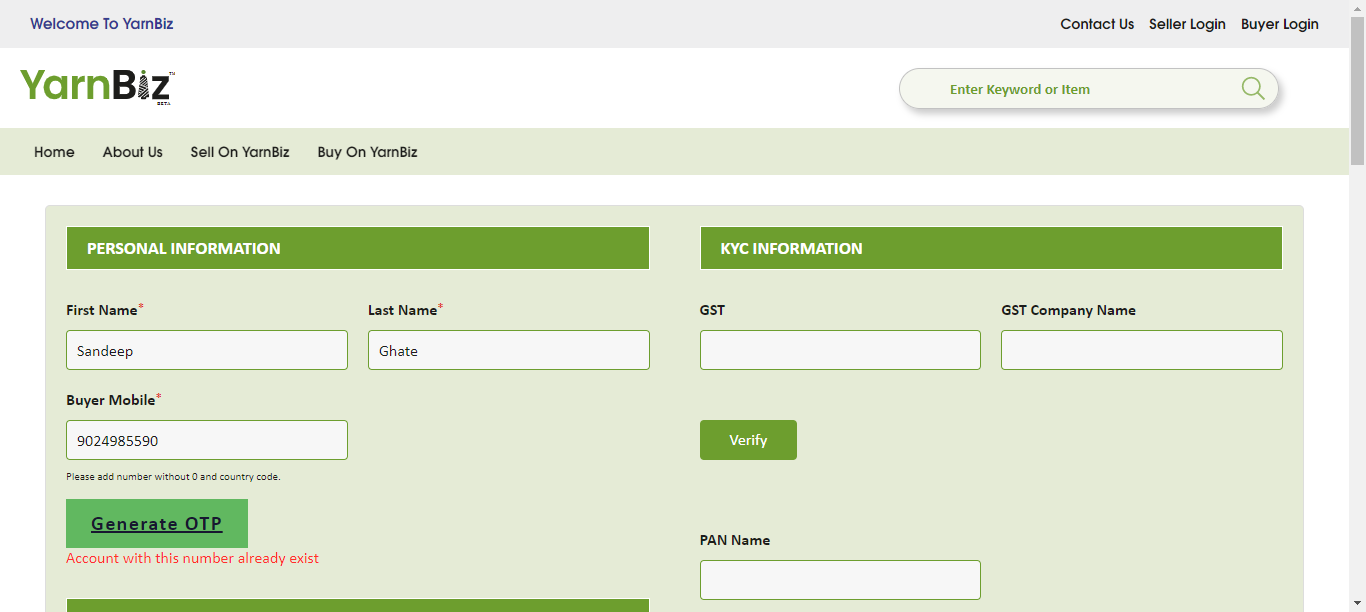 Welcome To YarnBiz
Contact Us Seller Login Buyer Login
YarnBiz™
BETA
Enter Keyword or Item
Home About Us Sell On YarnBiz Buy On YarnBiz
PERSONAL INFORMATION
First Name* Last Name*
Sandeep Ghate
Buyer Mobile*
9024985590
Please add number without 0 and country code.
Generate OTP
Account with this number already exist
KYC INFORMATION
GST GST Company Name
Verify
PAN Name